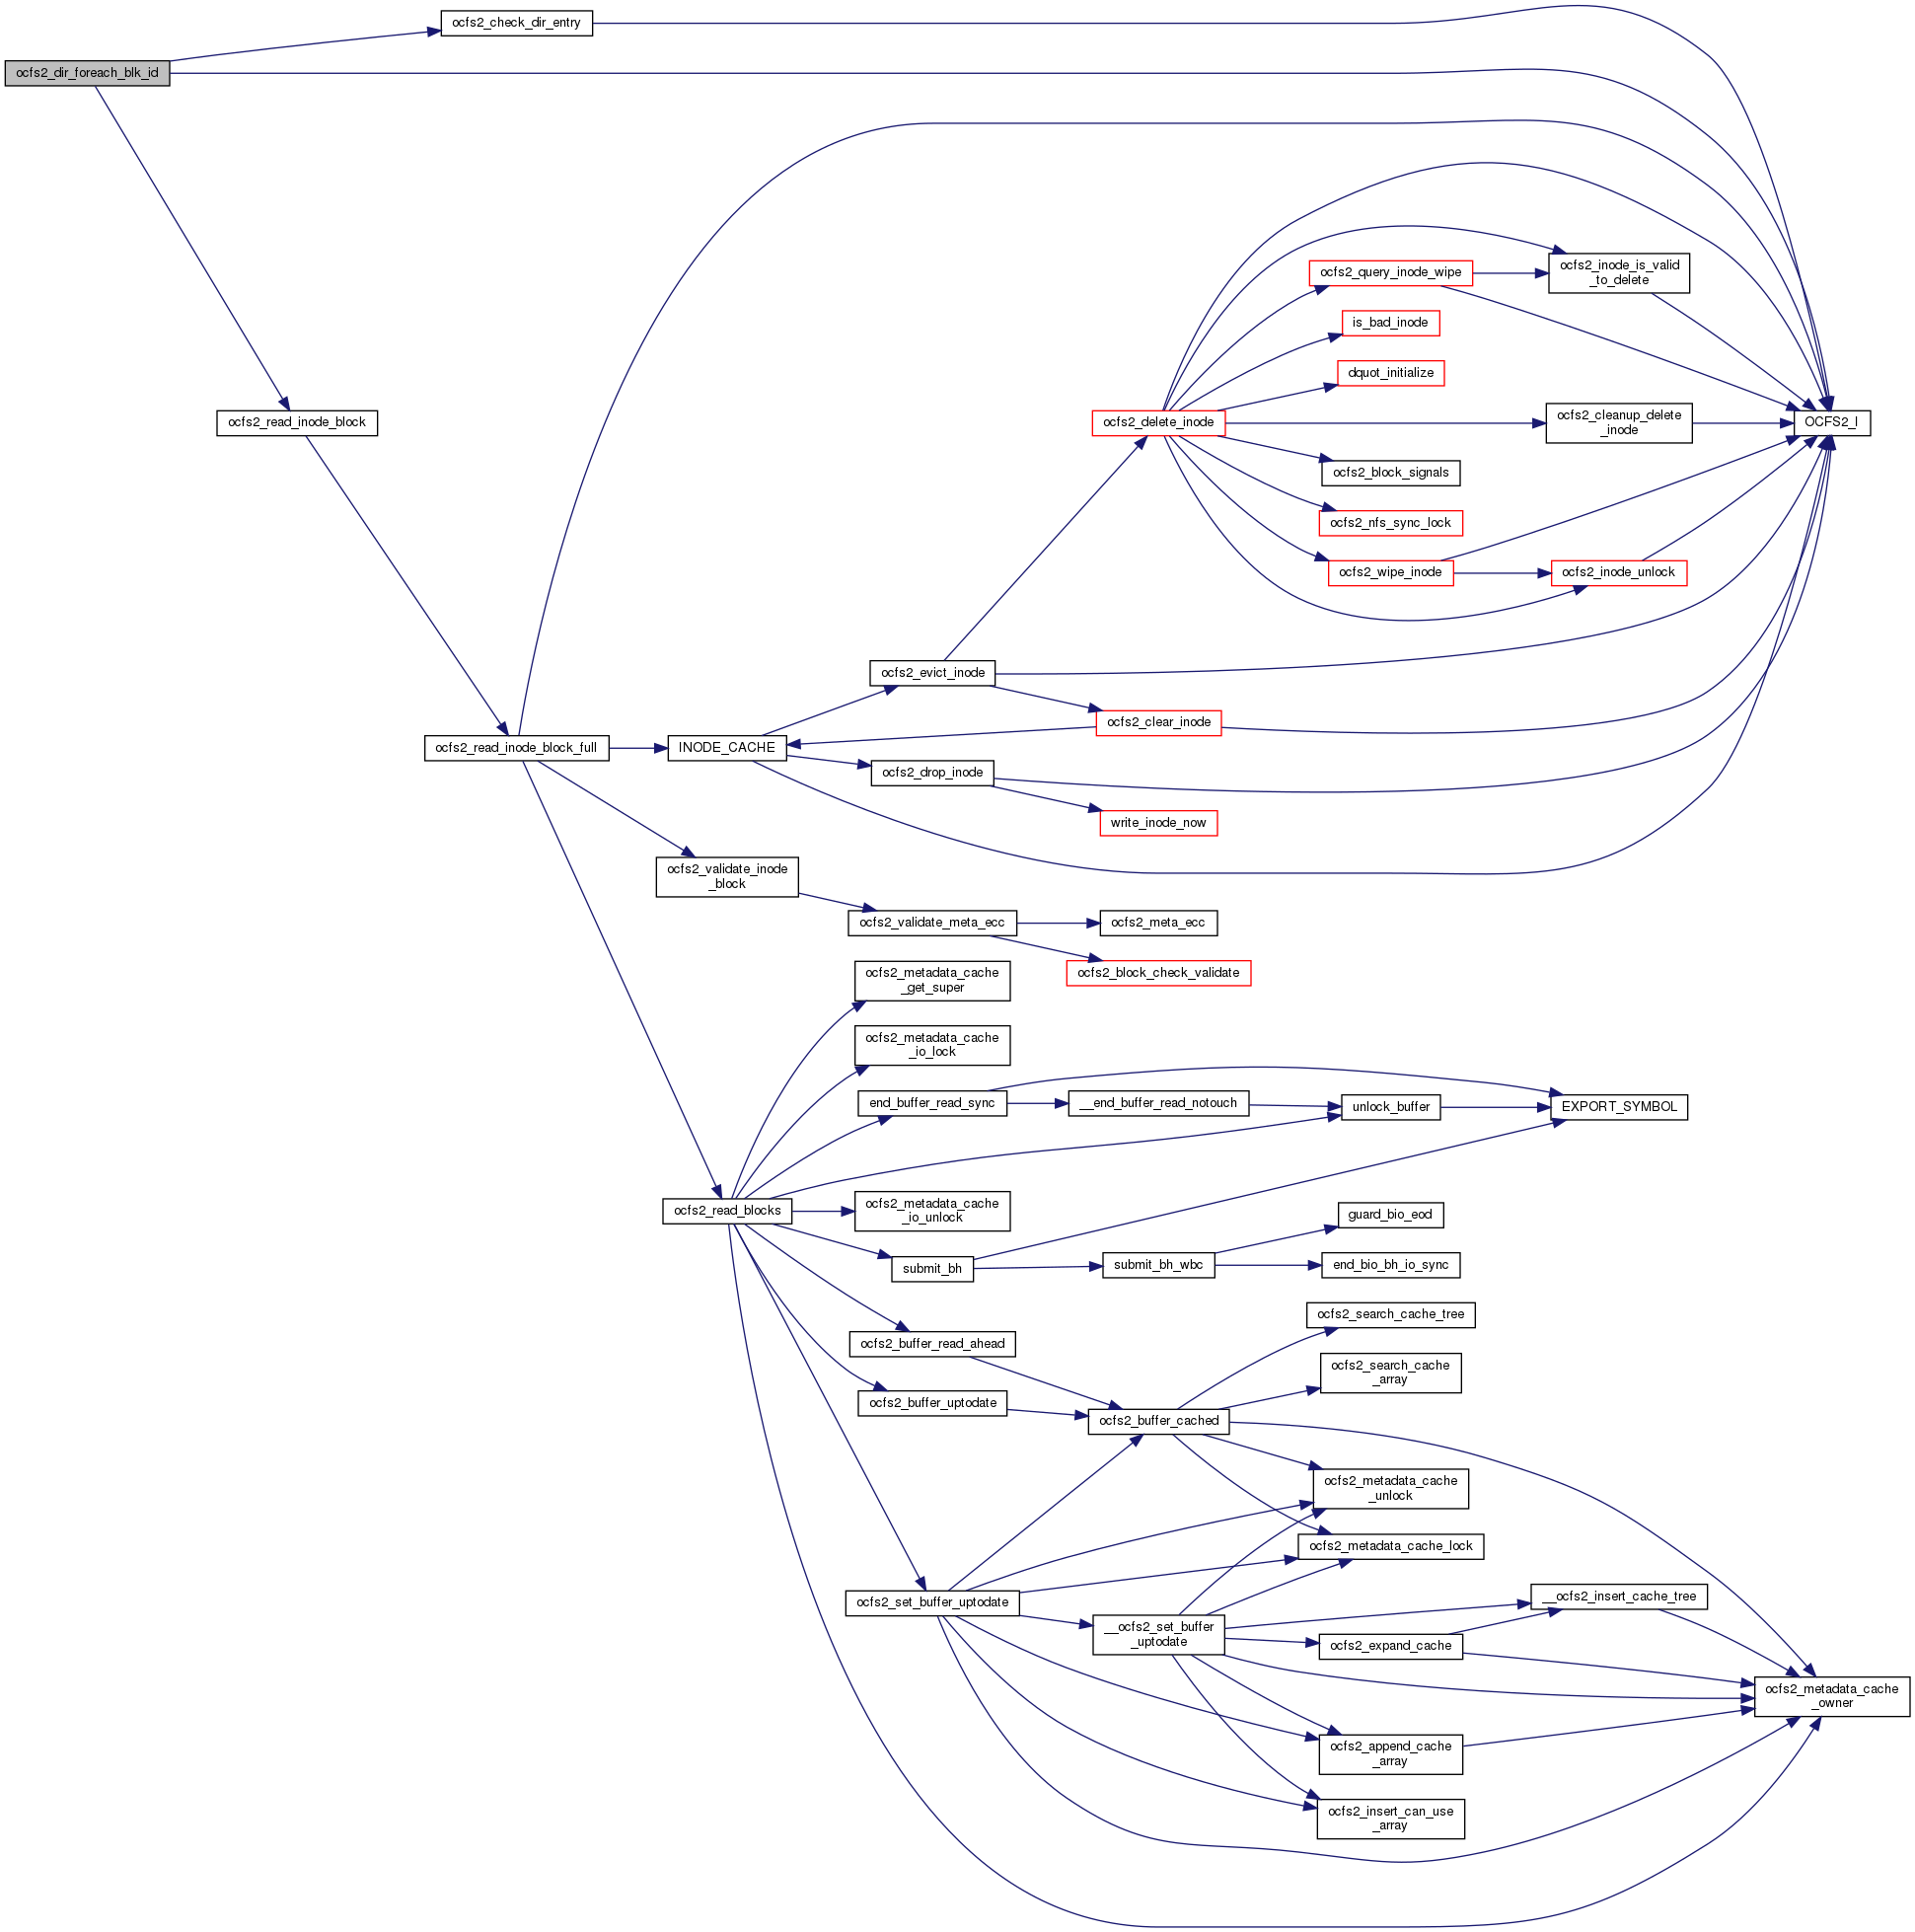 ocfs2_check_dir_entry
ocfs2_dir_foreach_blk_id
ocfs2_inode_is_valid
_to_delete
ocfs2_query_inode_wipe
is_bad_inode
dquot_initialize
ocfs2_read_inode_block
ocfs2_delete_inode
ocfs2_cleanup_delete
_inode
OCFS2_I
ocfs2_block_signals
ocfs2_nfs_sync_lock
ocfs2_wipe_inode
ocfs2_inode_unlock
ocfs2_evict_inode
ocfs2_clear_inode
ocfs2_read_inode_block_full
INODE_CACHE
ocfs2_drop_inode
write_inode_now
ocfs2_validate_inode
_block
ocfs2_validate_meta_ecc
ocfs2_meta_ecc
ocfs2_block_check_validate
ocfs2_metadata_cache
_get_super
ocfs2_metadata_cache
_io_lock
end_buffer_read_sync
__end_buffer_read_notouch
unlock_buffer
EXPORT_SYMBOL
ocfs2_read_blocks
ocfs2_metadata_cache
_io_unlock
guard_bio_eod
submit_bh
submit_bh_wbc
end_bio_bh_io_sync
ocfs2_search_cache_tree
ocfs2_buffer_read_ahead
ocfs2_search_cache
_array
ocfs2_buffer_uptodate
ocfs2_buffer_cached
ocfs2_metadata_cache
_unlock
ocfs2_metadata_cache_lock
ocfs2_set_buffer_uptodate
__ocfs2_insert_cache_tree
__ocfs2_set_buffer
_uptodate
ocfs2_expand_cache
ocfs2_metadata_cache
_owner
ocfs2_append_cache
_array
ocfs2_insert_can_use
_array